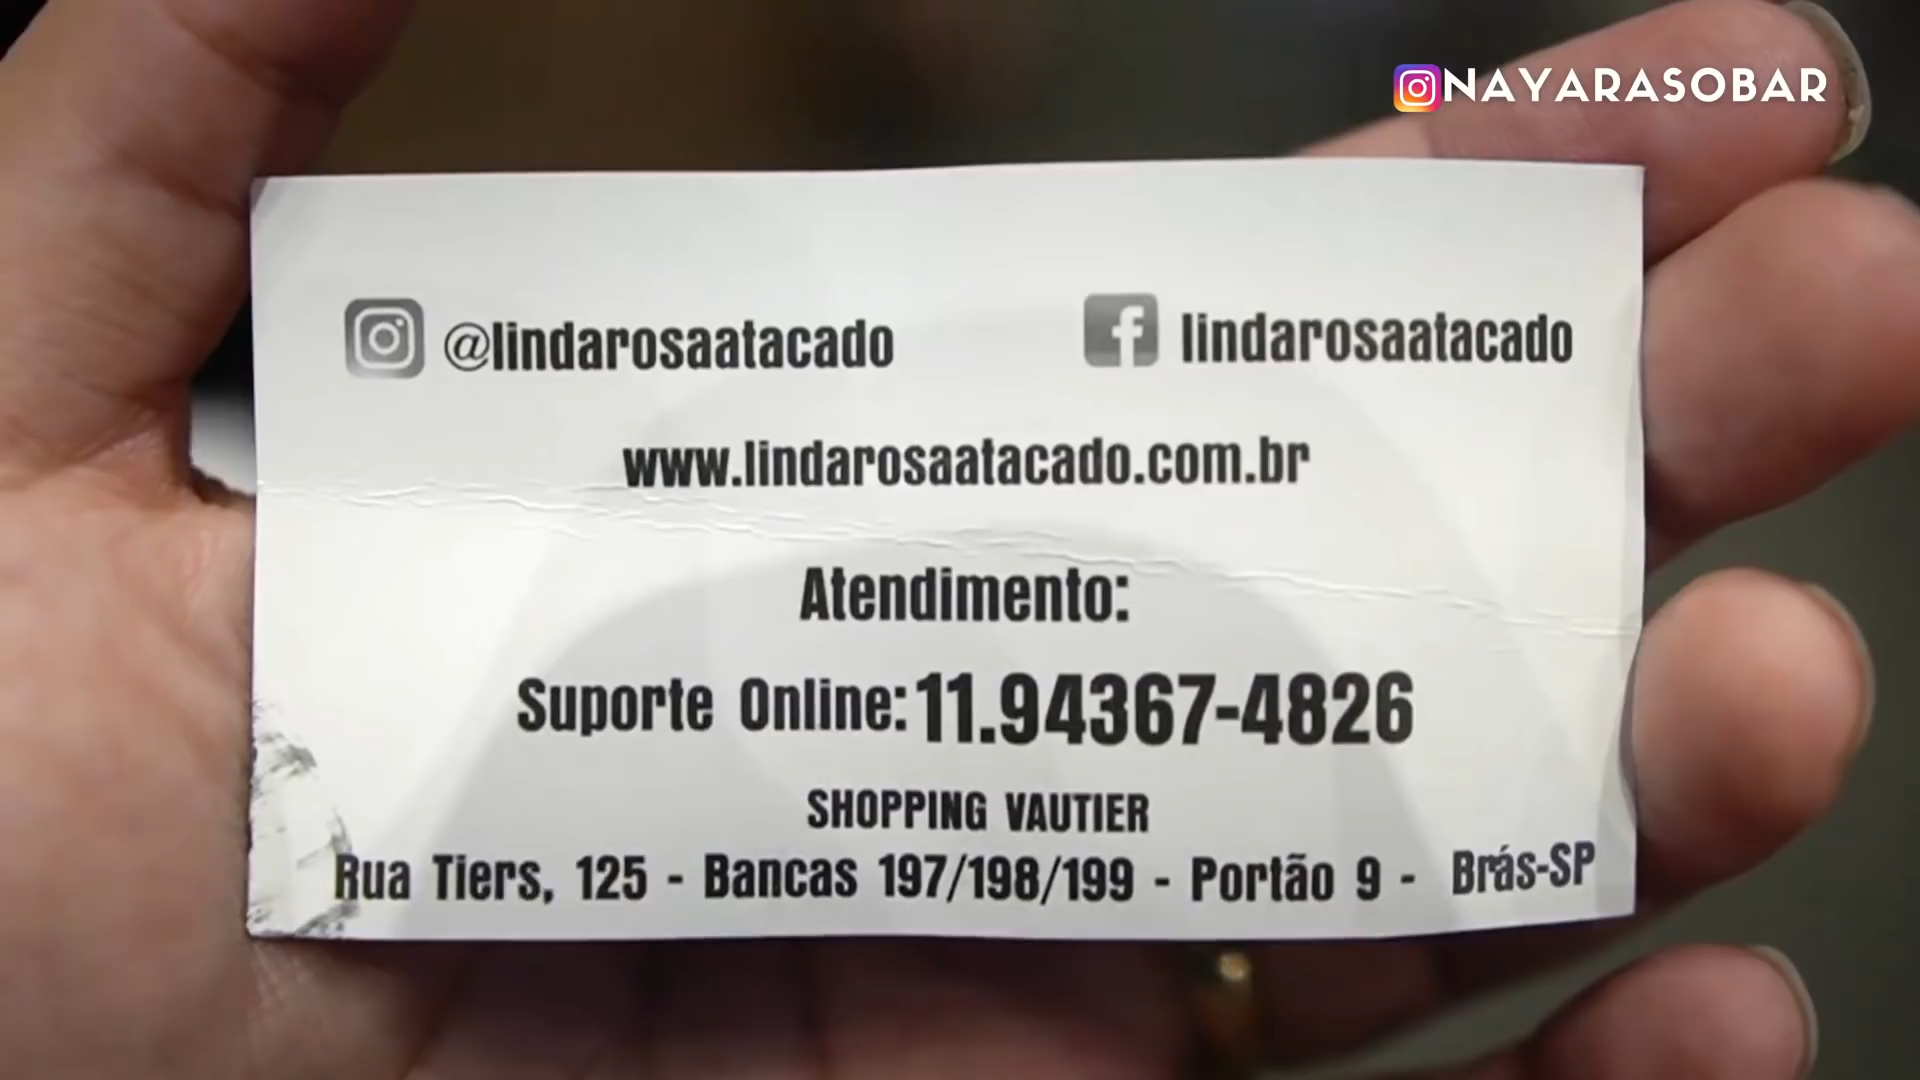 NAYARASOBAR
@lindarosaatacado
lindarosaatacado
www.lindarosaatacado.com.br
Atendimento:
Suporte Online: 11.94367-4826
SHOPPING VAUTIER
Rua Tiers, 125 - Bancas 197/198/199 - Portão 9 - Brás-SP